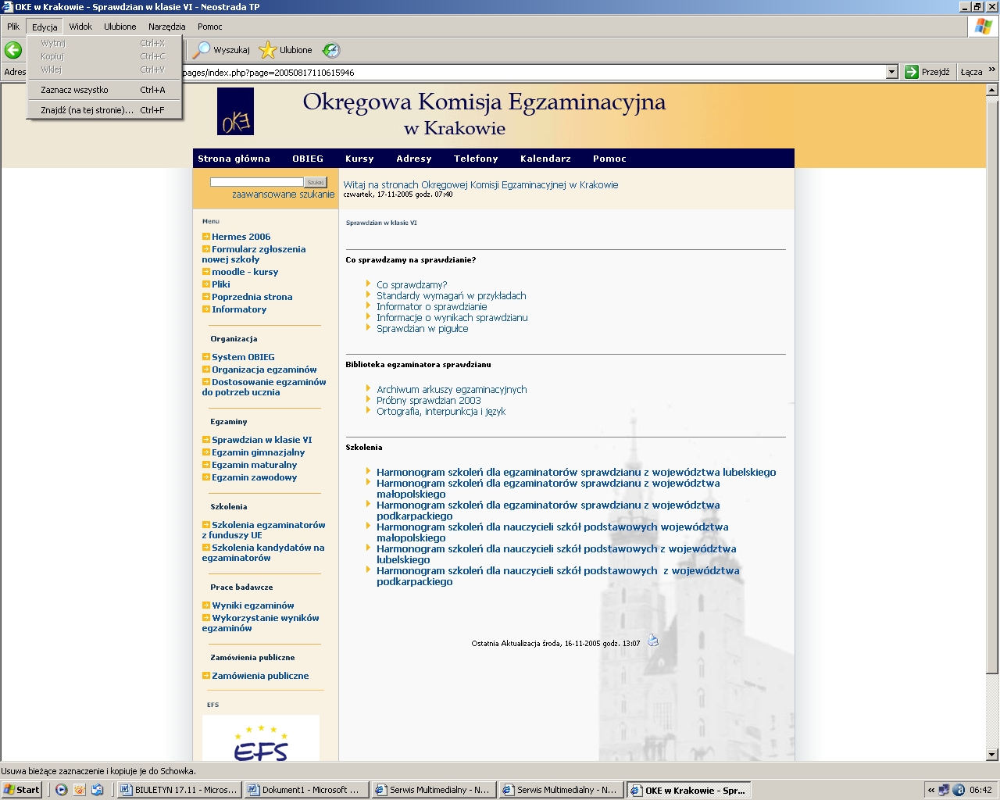 OKE w Krakowie - Sprawdzian w klasie VI - Neostrada TP
Plik Edycja Widok Ulubione Narzędzia Pomoc
Wytnij Ctrl+X
Kopiuj Ctrl+C
Wklej Ctrl+V
Zaznacz wszystko Ctrl+A
Znajdź (na tej stronie)... Ctrl+F
Wyszukaj Ulubione
Adres pages/index.php?page=20050817110615946 Przejdź Łącza »
OKE
Okręgowa Komisja Egzaminacyjna
w Krakowie
Strona główna OBIEG Kursy Adresy Telefony Kalendarz Pomoc
Szukaj
zaawansowane szukanie
Witaj na stronach Okręgowej Komisji Egzaminacyjnej w Krakowie
czwartek, 17-11-2005 godz. 07:40
Menu
Hermes 2006
Formularz zgłoszenia
nowej szkoły
moodle - kursy
Pliki
Poprzednia strona
Informatory
Organizacja
System OBIEG
Organizacja egzaminów
Dostosowanie egzaminów
do potrzeb ucznia
Egzaminy
Sprawdzian w klasie VI
Egzamin gimnazjalny
Egzamin maturalny
Egzamin zawodowy
Szkolenia
Szkolenia egzaminatorów
z funduszy UE
Szkolenia kandydatów na
egzaminatorów
Prace badawcze
Wyniki egzaminów
Wykorzystanie wyników
egzaminów
Zamówienia publiczne
Zamówienia publiczne
EFS
EFS
Sprawdzian w klasie VI
Co sprawdzamy na sprawdzianie?
Co sprawdzamy?
Standardy wymagań w przykładach
Informator o sprawdzianie
Informacje o wynikach sprawdzianu
Sprawdzian w pigułce
Biblioteka egzaminatora sprawdzianu
Archiwum arkuszy egzaminacyjnych
Próbny sprawdzian 2003
Ortografia, interpunkcja i język
Szkolenia
Harmonogram szkoleń dla egzaminatorów sprawdzianu z województwa lubelskiego
Harmonogram szkoleń dla egzaminatorów sprawdzianu z województwa
małopolskiego
Harmonogram szkoleń dla egzaminatorów sprawdzianu z województwa
podkarpackiego
Harmonogram szkoleń dla nauczycieli szkół podstawowych województwa
małopolskiego
Harmonogram szkoleń dla nauczycieli szkół podstawowych z województwa
lubelskiego
Harmonogram szkoleń dla nauczycieli szkół podstawowych z województwa
podkarpackiego
Ostatnia Aktualizacja środa, 16-11-2005 godz. 13:07
Usuwa bieżące zaznaczenie i kopiuje je do Schowka.
Start BIULETYN 17.11 - Micros... Dokument1 - Microsoft ... Serwis Multimedialny - N... Serwis Multimedialny - N... OKE w Krakowie - Spr... « 06:42